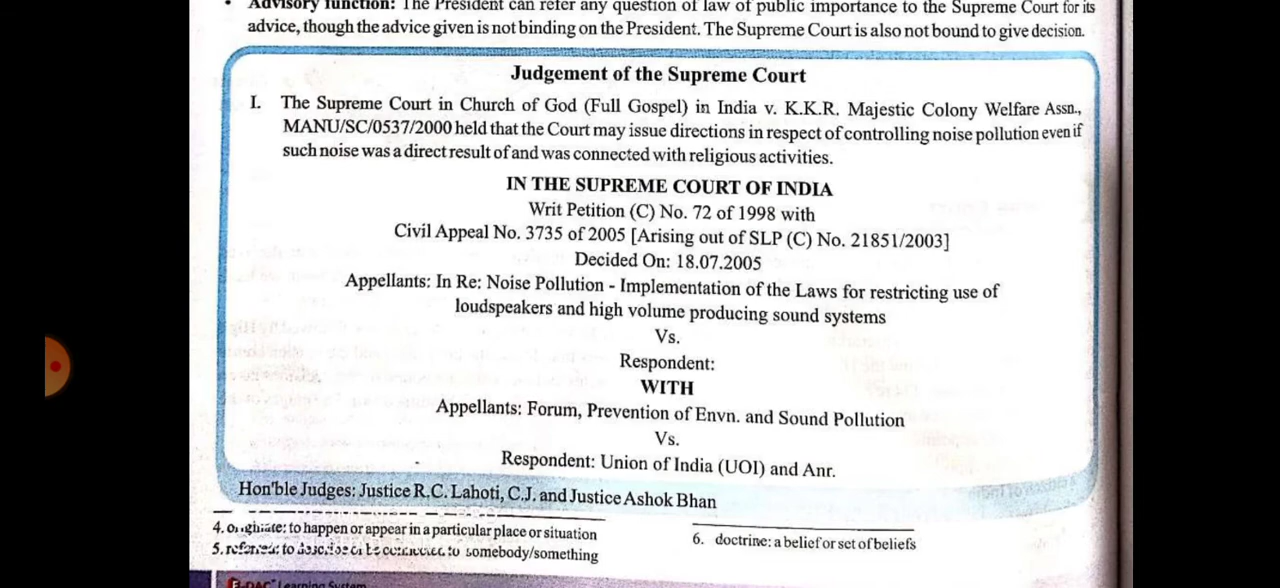 • Advisory function: The President can refer any question of law of public importance to the Supreme Court for its
advice, though the advice given is not binding on the President. The Supreme Court is also not bound to give decision.
Judgement of the Supreme Court
I. The Supreme Court in Church of God (Full Gospel) in India v. K.K.R. Majestic Colony Welfare Assn.,
MANU/SC/0537/2000 held that the Court may issue directions in respect of controlling noise pollution even if
such noise was a direct result of and was connected with religious activities.
IN THE SUPREME COURT OF INDIA
Writ Petition (C) No. 72 of 1998 with
Civil Appeal No. 3735 of 2005 [Arising out of SLP (C) No. 21851/2003]
Decided On: 18.07.2005
Appellants: In Re: Noise Pollution - Implementation of the Laws for restricting use of
loudspeakers and high volume producing sound systems
Vs.
Respondent:
WITH
Appellants: Forum, Prevention of Envn. and Sound Pollution
Vs.
Respondent: Union of India (UOI) and Anr.
Hon'ble Judges: Justice R.C. Lahoti, C.J. and Justice Ashok Bhan
4. originate: to happen or appear in a particular place or situation
5. to somebody/something
6. doctrine: a belief or set of beliefs
Learning System